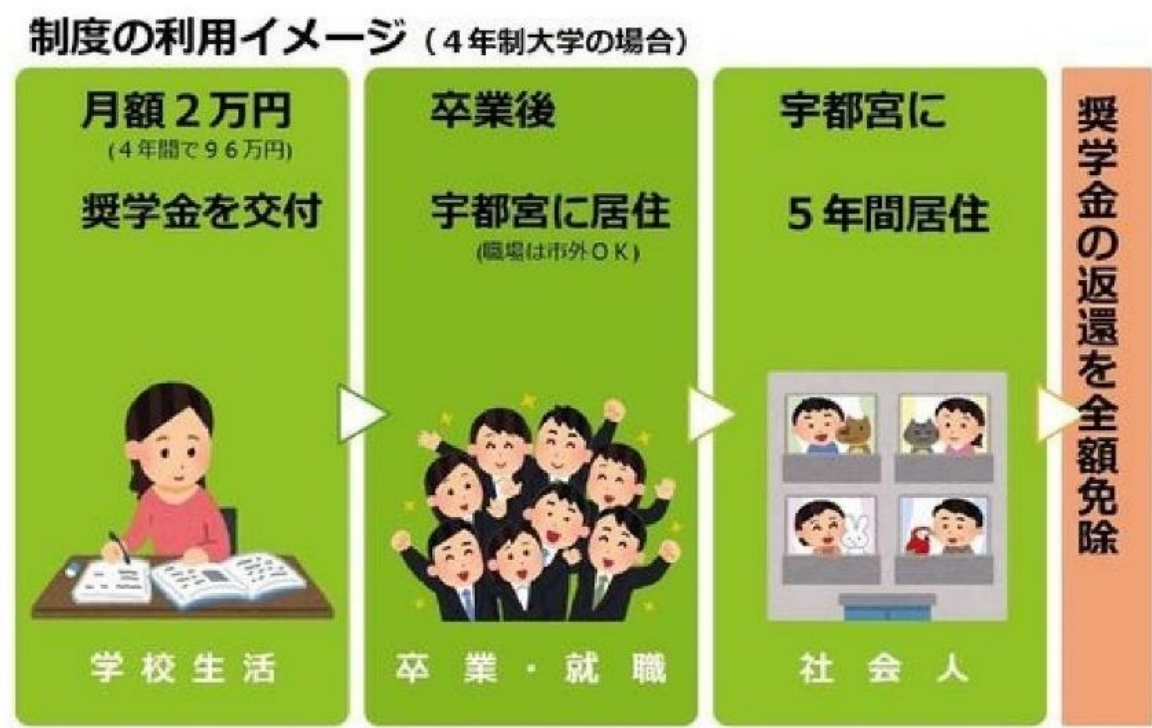 制度の利用イメージ（４年制大学の場合）
月額２万円
(４年間で９６万円)
奨学金を交付
学校生活
卒業後
宇都宮に居住
(職場は市外ＯＫ)
卒業・就職
宇都宮に
５年間居住
社会人
奨学金の返還を全額免除